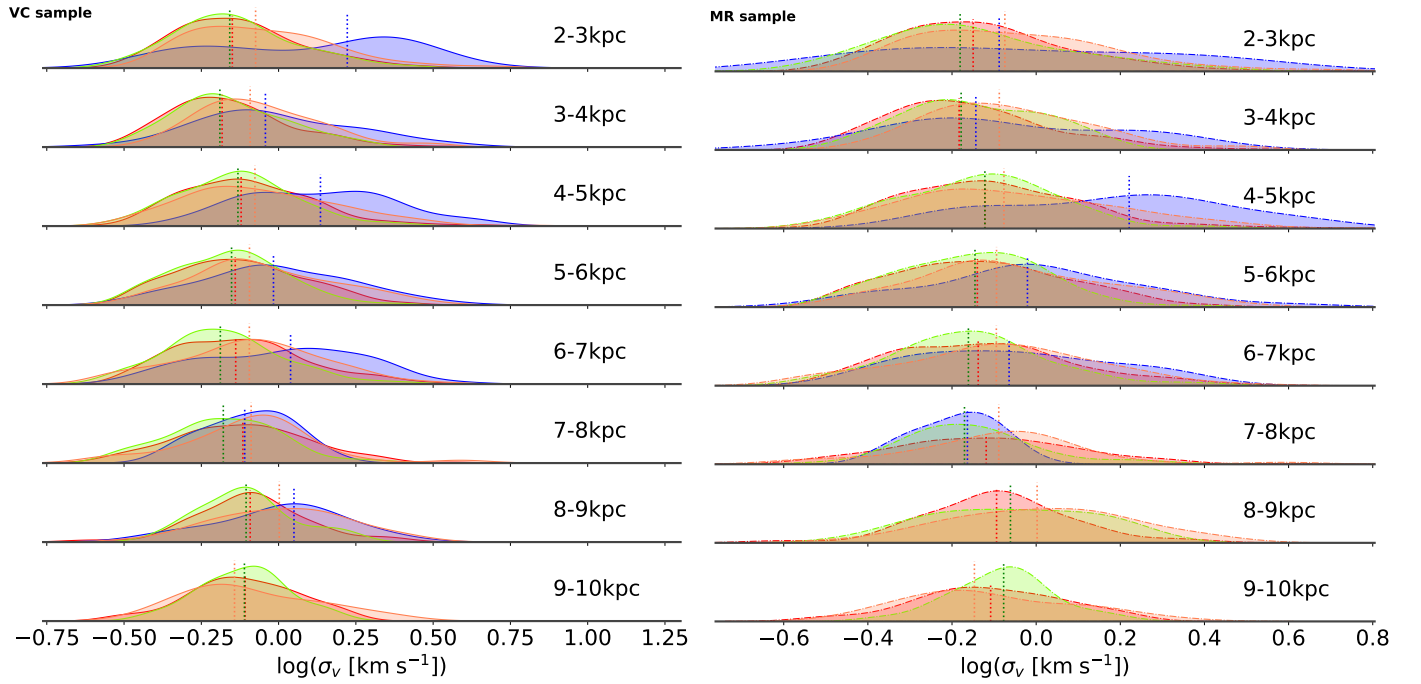 VC sample
2-3kpc
3-4kpc
4-5kpc
5-6kpc
6-7kpc
7-8kpc
8-9kpc
9-10kpc
−0.75 −0.50 −0.25 0.00 0.25 0.50 0.75 1.00 1.25
log(σᵥ [km s⁻¹])
MR sample
2-3kpc
3-4kpc
4-5kpc
5-6kpc
6-7kpc
7-8kpc
8-9kpc
9-10kpc
−0.6 −0.4 −0.2 0.0 0.2 0.4 0.6 0.8
log(σᵥ [km s⁻¹])